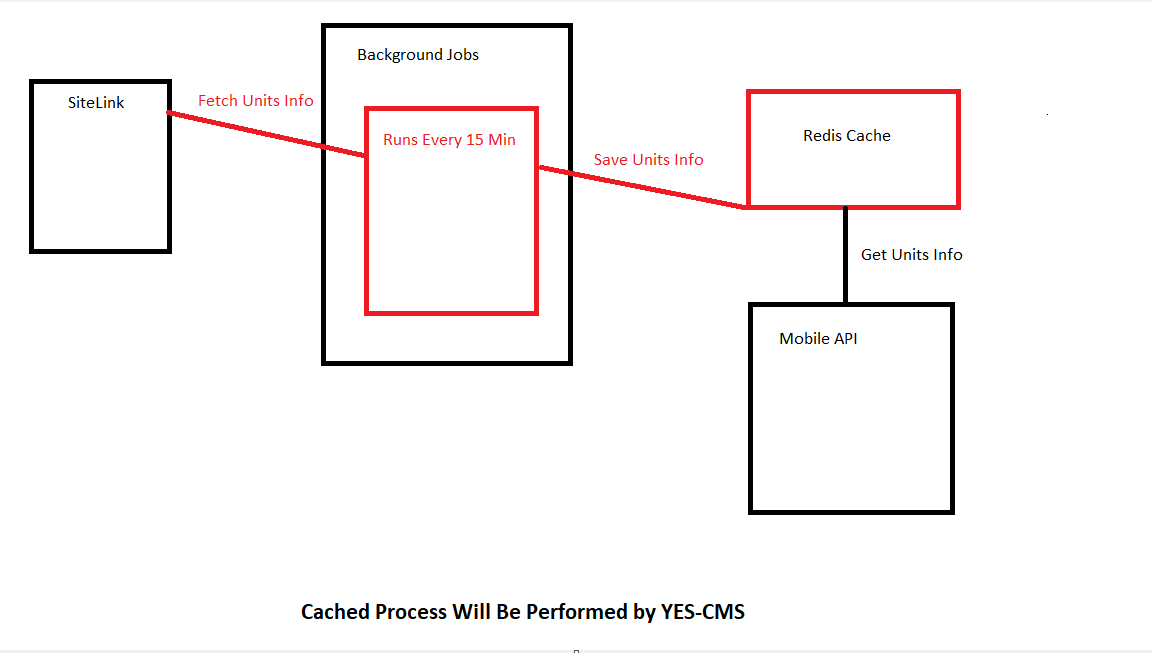 Background Jobs
SiteLink
Fetch Units Info
Runs Every 15 Min
Save Units Info
Redis Cache
Get Units Info
Mobile API
Cached Process Will Be Performed by YES-CMS